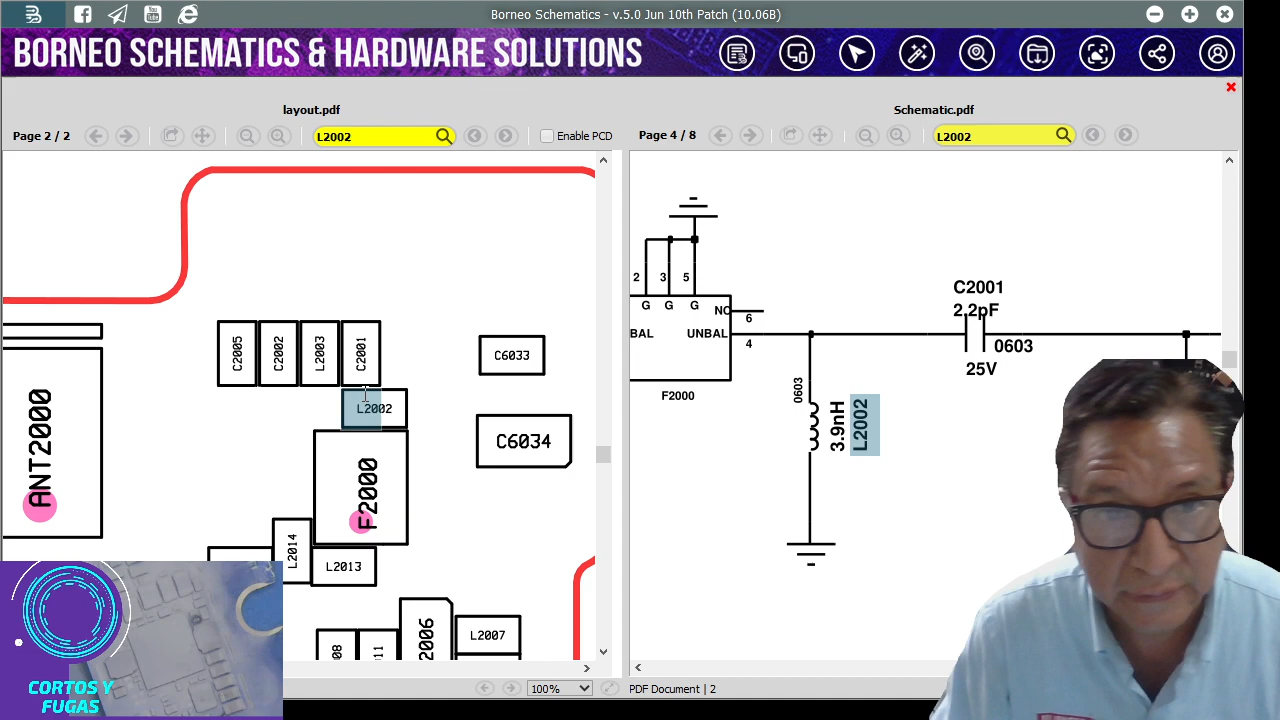 Borneo Schematics - v.5.0 Jun 10th Patch (10.06B)
BORNEO SCHEMATICS & HARDWARE SOLUTIONS
layout.pdf
Page 2 / 2
L2002
Enable PCD
C2005
C2002
L2003
C2001
L2002
C6033
C6034
ANT2000
F2000
L2014
L2013
L2007
CORTOS Y
FUGAS
100%
Schematic.pdf
Page 4 / 8
L2002
2
3
5
G
G
G
NC
6
BAL
UNBAL
4
F2000
C2001
2.2pF
0603
25V
0603
3.9nH
L2002
PDF Document | 2